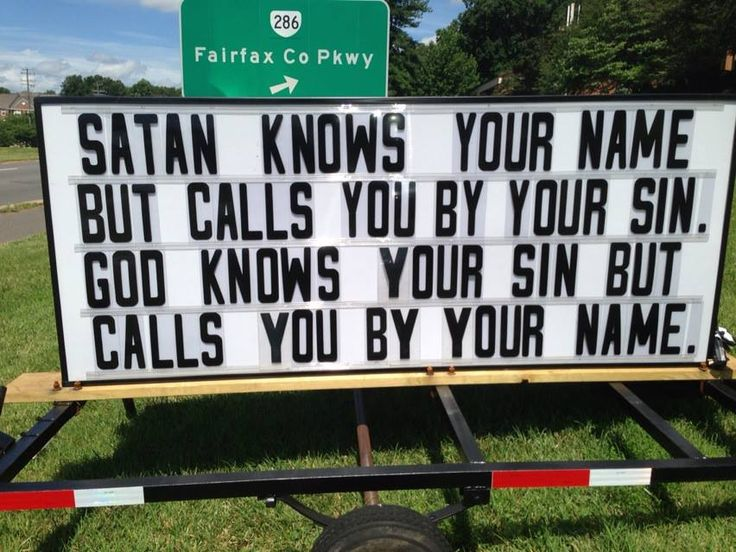 286
Fairfax Co Pkwy
SATAN KNOWS YOUR NAME
BUT CALLS YOU BY YOUR SIN.
GOD KNOWS YOUR SIN BUT
CALLS YOU BY YOUR NAME.